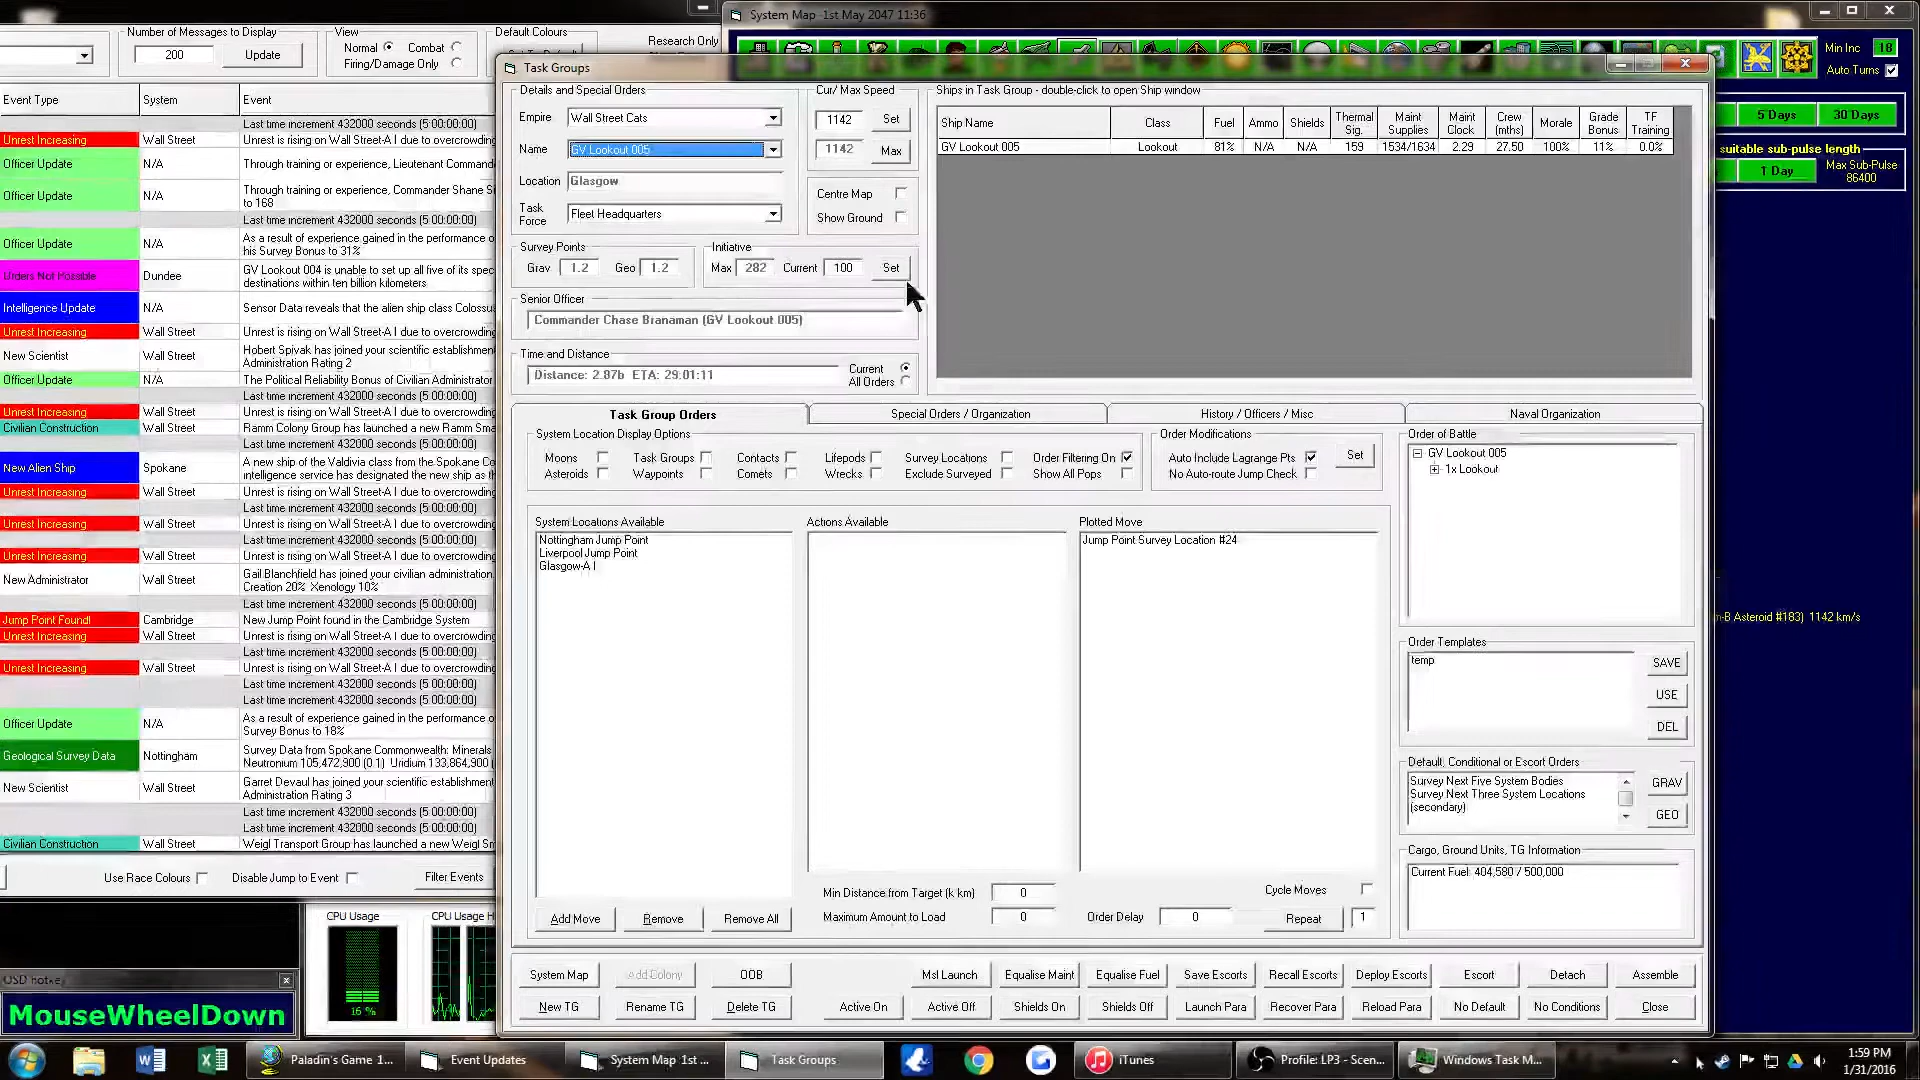 System Map  1st May 2047 11:36
Number of Messages to Display
200
Update
View
Normal
Combat
Firing/Damage Only
Default Colours
Research Only
Min Inc
18
Auto Turns
5 Days
30 Days
suitable sub-pulse length
1 Day
Max Sub-Pulse
86400
Event Type
System
Event
Last time increment 432000 seconds (5:00:00:00)
Unrest Increasing
Wall Street
Unrest is rising on Wall Street-A I due to overcrowding
Officer Update
N/A
Through training or experience, Lieutenant Commande
Officer Update
N/A
Through training or experience, Commander Shane S
to 168
Last time increment 432000 seconds (5:00:00:00)
Officer Update
N/A
As a result of experience gained in the performance o
his Survey Bonus to 31%
Orders Not Possible
Dundee
GV Lookout 004 is unable to set up all five of its spec
destinations within ten billion kilometers
Intelligence Update
N/A
Sensor Data reveals that the alien ship class Colossu
Unrest Increasing
Wall Street
Unrest is rising on Wall Street-A I due to overcrowding
New Scientist
Wall Street
Hobert Spivak has joined your scientific establishment
Administration Rating 2
Officer Update
N/A
The Political Reliability Bonus of Civilian Administrator
Last time increment 432000 seconds (5:00:00:00)
Unrest Increasing
Wall Street
Unrest is rising on Wall Street-A I due to overcrowding
Civilian Construction
Wall Street
Ramm Colony Group has launched a new Ramm Sma
Last time increment 432000 seconds (5:00:00:00)
New Alien Ship
Spokane
A new ship of the Valdivia class from the Spokane Co
intelligence service has designated the new ship as th
Unrest Increasing
Wall Street
Unrest is rising on Wall Street-A I due to overcrowding
Last time increment 432000 seconds (5:00:00:00)
Unrest Increasing
Wall Street
Unrest is rising on Wall Street-A I due to overcrowding
Last time increment 432000 seconds (5:00:00:00)
Unrest Increasing
Wall Street
Unrest is rising on Wall Street-A I due to overcrowding
New Administrator
Wall Street
Gail Blanchfield has joined your civilian administration.
Creation 20%  Xenology 10%
Last time increment 432000 seconds (5:00:00:00)
Jump Point Found!
Cambridge
New Jump Point found in the Cambridge System
Unrest Increasing
Wall Street
Unrest is rising on Wall Street-A I due to overcrowding
Last time increment 432000 seconds (5:00:00:00)
Unrest Increasing
Wall Street
Unrest is rising on Wall Street-A I due to overcrowding
Last time increment 432000 seconds (5:00:00:00)
Last time increment 432000 seconds (5:00:00:00)
Officer Update
N/A
As a result of experience gained in the performance o
Survey Bonus to 18%
Geological Survey Data
Nottingham
Survey Data from Spokane Commonwealth: Minerals
Neutronium 105,472,900 (0.1)  Uridium 133,864,900
New Scientist
Wall Street
Garret Devaul has joined your scientific establishment
Administration Rating 3
Last time increment 432000 seconds (5:00:00:00)
Last time increment 432000 seconds (5:00:00:00)
Civilian Construction
Wall Street
Weigl Transport Group has launched a new Weigl Sm
Use Race Colours
Disable Jump to Event
Filter Events
CPU Usage
CPU Usage H
16 %
MouseWheelDown
Task Groups
Details and Special Orders
Empire
Wall Street Cats
Name
GV Lookout 005
Location
Glasgow
Task
Force
Fleet Headquarters
Cur/ Max Speed
1142
Set
1142
Max
Centre Map
Show Ground
Survey Points
Grav
1.2
Geo
1.2
Initiative
Max
282
Current
100
Set
Senior Officer
Commander Chase Branaman (GV Lookout 005)
Time and Distance
Distance: 2.87b  ETA: 29:01:11
Current
All Orders
Ships in Task Group - double-click to open Ship window
Ship Name
Class
Fuel
Ammo
Shields
Thermal Sig.
Maint Supplies
Maint Clock
Crew (mths)
Morale
Grade Bonus
TF Training
GV Lookout 005
Lookout
81%
N/A
N/A
159
1534/1634
2.29
27.50
100%
11%
0.0%
Task Group Orders
Special Orders / Organization
History / Officers / Misc
Naval Organization
System Location Display Options
Moons
Task Groups
Contacts
Lifepods
Survey Locations
Order Filtering On
Asteroids
Waypoints
Comets
Wrecks
Exclude Surveyed
Show All Pops
Order Modifications
Auto Include Lagrange Pts
No Auto-route Jump Check
Set
Order of Battle
GV Lookout 005
1x Lookout
System Locations Available
Nottingham Jump Point
Liverpool Jump Point
Glasgow-A I
Actions Available
Plotted Move
Jump Point Survey Location #24
-B Asteroid #183)  1142 km/s
Order Templates
temp
SAVE
USE
DEL
Default, Conditional or Escort Orders
Survey Next Five System Bodies
Survey Next Three System Locations
(secondary)
GRAV
GEO
Cargo, Ground Units, TG Information
Current Fuel: 404,580 / 500,000
Min Distance from Target (k km)
0
Maximum Amount to Load
0
Order Delay
0
Cycle Moves
Repeat
1
Add Move
Remove
Remove All
System Map
Add Colony
OOB
Msl Launch
Equalise Maint
Equalise Fuel
Save Escorts
Recall Escorts
Deploy Escorts
Escort
Detach
Assemble
New TG
Rename TG
Delete TG
Active On
Active Off
Shields On
Shields Off
Launch Para
Recover Para
Reload Para
No Default
No Conditions
Close
Paladin's Game 1...
Event Updates
System Map  1st ...
Task Groups
iTunes
Profile: LP3 - Scen...
Windows Task M...
1:59 PM
1/31/2016